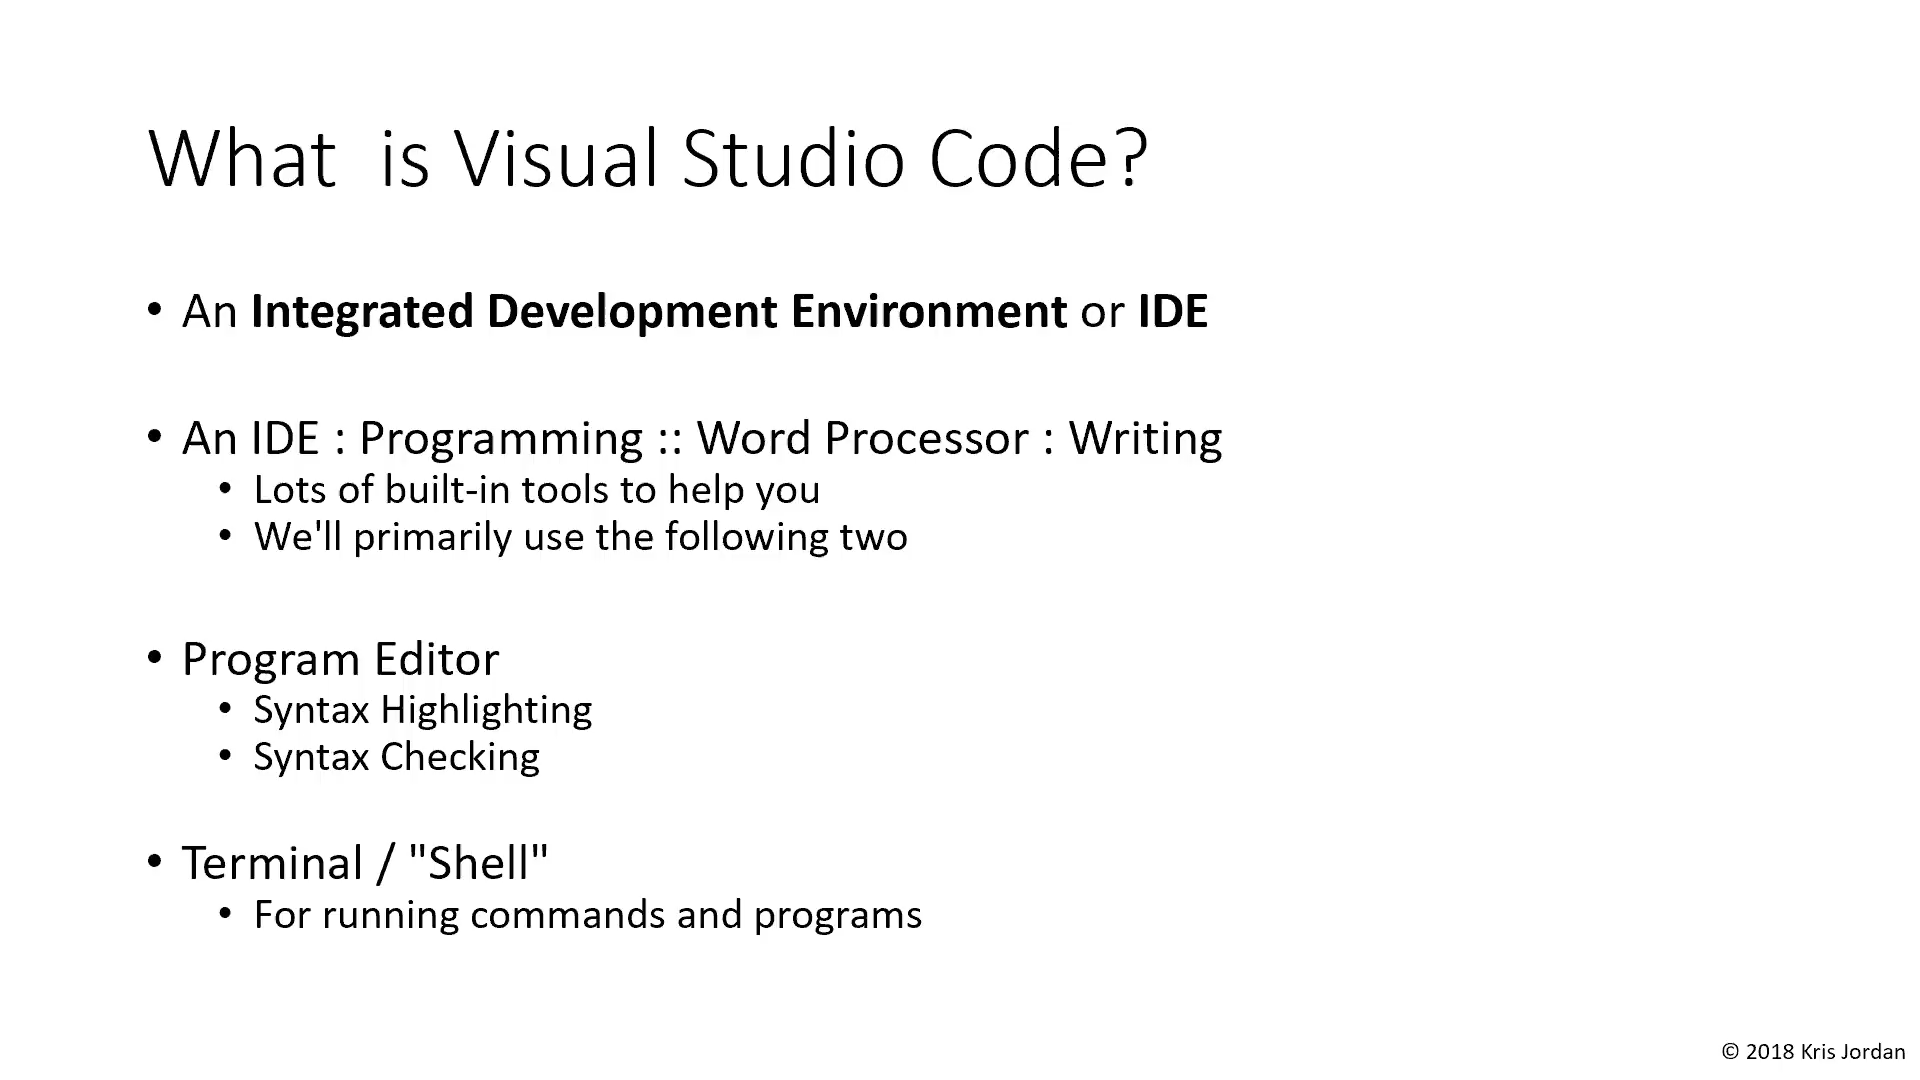 What  is Visual Studio Code?
• An Integrated Development Environment or IDE
• An IDE : Programming :: Word Processor : Writing
• Lots of built-in tools to help you
• We'll primarily use the following two
• Program Editor
• Syntax Highlighting
• Syntax Checking
• Terminal / "Shell"
• For running commands and programs
© 2018 Kris Jordan